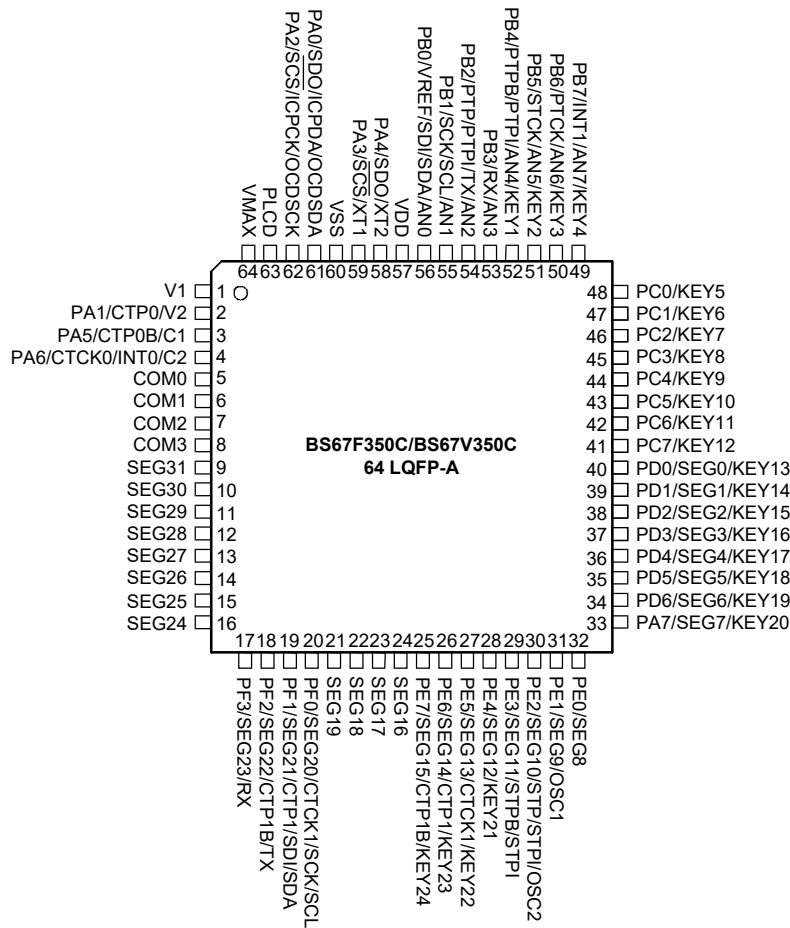 PA2/SCS/ICPCK/OCDSCK
PA0/SDO/ICPDA/OCDSDA
PB0/VREF/SDI/SDA/AN0
PB1/SCK/SCL/AN1
PB2/PTP/PTPI/TX/AN2
PB3/RX/AN3
PB4/PTPB/PTPI/AN4/KEY1
PB5/STCK/AN5/KEY2
PB6/PTCK/AN6/KEY3
PB7/INT1/AN7/KEY4
VMAX
PLCD
VSS
PA3/SCS/XT1
PA4/SDO/XT2
VDD
64 63 62 61 60 59 58 57 56 55 54 53 52 51 50 49
V1 1
PA1/CTP0/V2 2
PA5/CTP0B/C1 3
PA6/CTCK0/INT0/C2 4
COM0 5
COM1 6
COM2 7
COM3 8
SEG31 9
SEG30 10
SEG29 11
SEG28 12
SEG27 13
SEG26 14
SEG25 15
SEG24 16
BS67F350C/BS67V350C
64 LQFP-A
48 PC0/KEY5
47 PC1/KEY6
46 PC2/KEY7
45 PC3/KEY8
44 PC4/KEY9
43 PC5/KEY10
42 PC6/KEY11
41 PC7/KEY12
40 PD0/SEG0/KEY13
39 PD1/SEG1/KEY14
38 PD2/SEG2/KEY15
37 PD3/SEG3/KEY16
36 PD4/SEG4/KEY17
35 PD5/SEG5/KEY18
34 PD6/SEG6/KEY19
33 PA7/SEG7/KEY20
17 18 19 20 21 22 23 24 25 26 27 28 29 30 31 32
PF3/SEG23/RX
PF2/SEG22/CTP1B/TX
PF1/SEG21/CTP1/SDI/SDA
PF0/SEG20/CTCK1/SCK/SCL
SEG19
SEG18
SEG17
SEG16
PE7/SEG15/CTP1B/KEY24
PE6/SEG14/CTP1/KEY23
PE5/SEG13/CTCK1/KEY22
PE4/SEG12/KEY21
PE3/SEG11/STPB/STPI
PE2/SEG10/STP/STPI/OSC2
PE1/SEG9/OSC1
PE0/SEG8